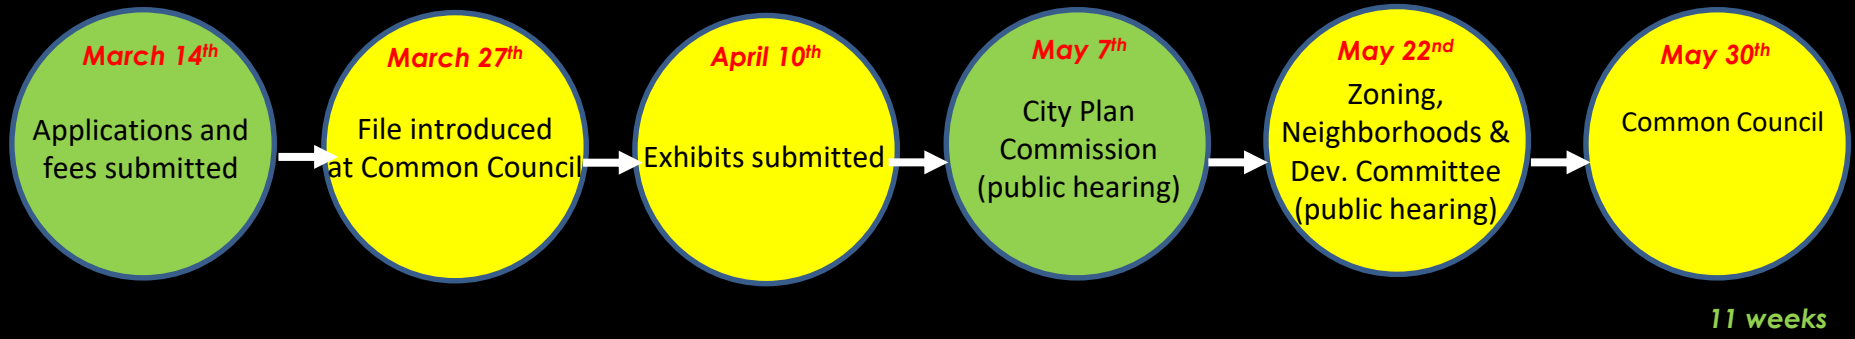 March 14th
Applications and
fees submitted
March 27th
File introduced
at Common Council
April 10th
Exhibits submitted
May 7th
City Plan
Commission
(public hearing)
May 22nd
Zoning,
Neighborhoods &
Dev. Committee
(public hearing)
May 30th
Common Council
11 weeks